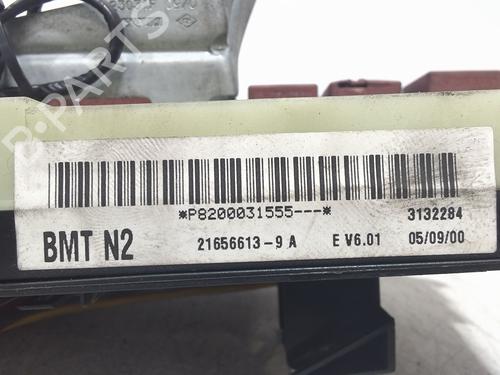 B-PARTS
*P8200031555---*
3132284
BMT N2
21656613-9 A
E V6.01
05/09/00